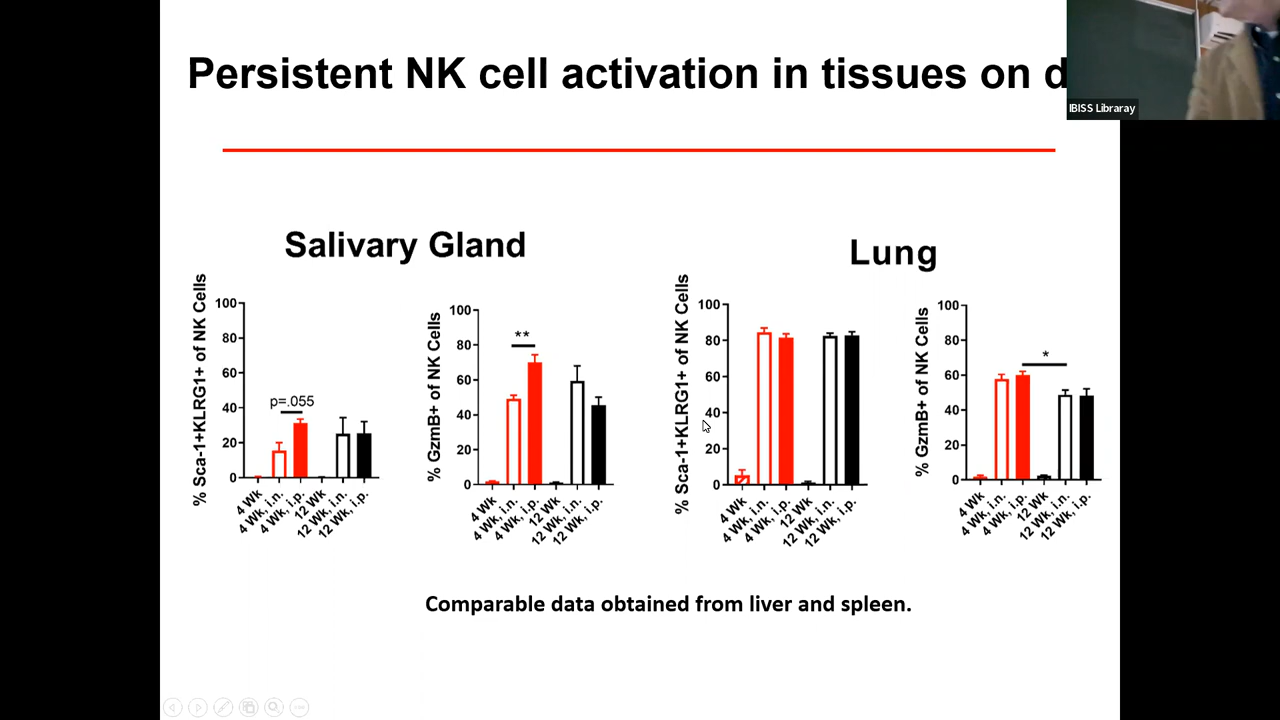 Persistent NK cell activation in tissues on d
IBISS Libraray
Salivary Gland
Lung
% Sca-1+KLRG1+ of NK Cells
100
80
60
40
20
0
p=.055
4 Wk
4 Wk, i.n.
4 Wk, i.p.
12 Wk
12 Wk, i.n.
12 Wk, i.p.
% GzmB+ of NK Cells
100
80
60
40
20
0
**
4 Wk
4 Wk, i.n.
4 Wk, i.p.
12 Wk
12 Wk, i.n.
12 Wk, i.p.
% Sca-1+KLRG1+ of NK Cells
100
80
60
40
20
0
4 Wk
4 Wk, i.n.
4 Wk, i.p.
12 Wk
12 Wk, i.n.
12 Wk, i.p.
% GzmB+ of NK Cells
100
80
60
40
20
0
*
4 Wk
4 Wk, i.n.
4 Wk, i.p.
12 Wk
12 Wk, i.n.
12 Wk, i.p.
Comparable data obtained from liver and spleen.